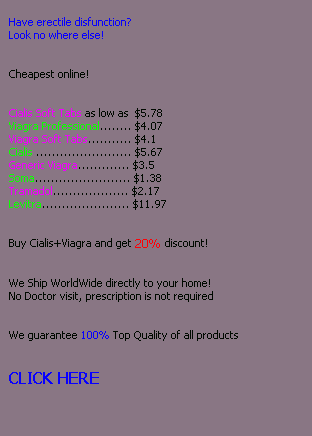 Have erectile disfunction?
Look no where else!
Cheapest online!
Cialis Soft Tabs as low as $5.78
Viagra Professional........ $4.07
Viagra Soft Tabs........... $4.1
Cialis ........................ $5.67
Generic Viagra............. $3.5
Soma........................ $1.38
Tramadol................... $2.17
Levitra...................... $11.97
Buy Cialis+Viagra and get 20% discount!
We Ship WorldWide directly to your home!
No Doctor visit, prescription is not required
We guarantee 100% Top Quality of all products
CLICK HERE